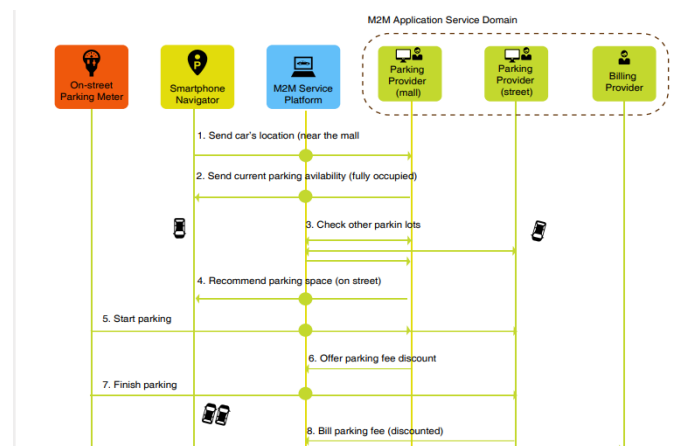 M2M Application Service Domain
On-street
Parking Meter
Smartphone
Navigator
P
M2M Service
Platform
Parking
Provider
(mall)
Parking
Provider
(street)
Billing
Provider
1. Send car's location (near the mall
2. Send current parking avilability (fully occupied)
3. Check other parkin lots
4. Recommend parking space (on street)
5. Start parking
6. Offer parking fee discount
7. Finish parking
8. Bill parking fee (discounted)